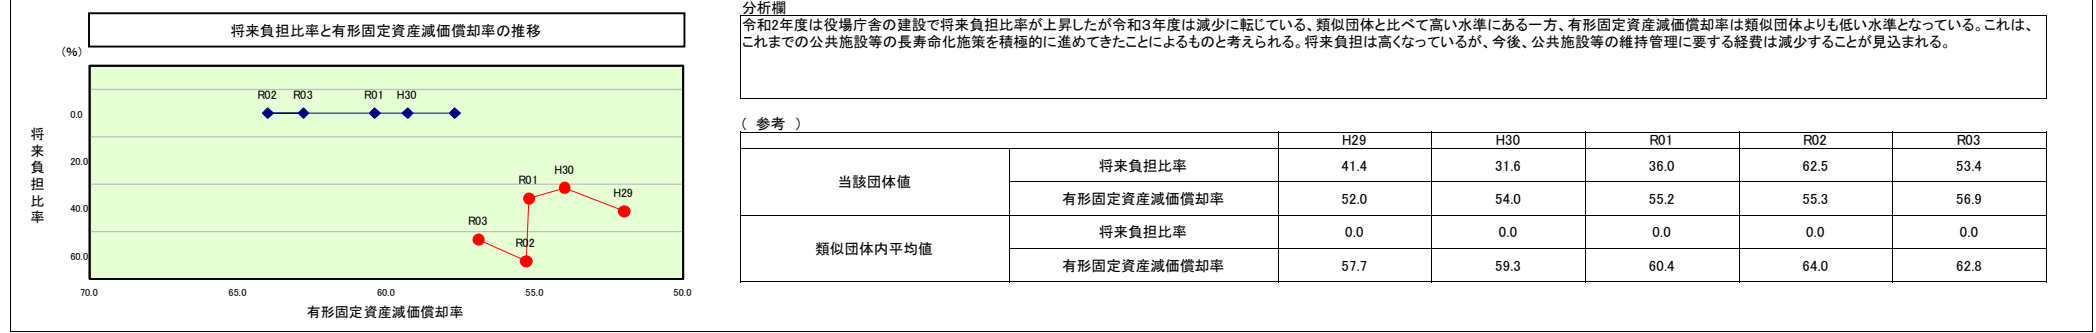 将来負担比率と有形固定資産減価償却率の推移
(%)
0.0
20.0
40.0
60.0
将来負担比率
R02 R03 R01 H30
H30
R01
H29
R03
R02
70.0 65.0 60.0 55.0 50.0
有形固定資産減価償却率
分析欄
令和2年度は役場庁舎の建設で将来負担比率が上昇したが令和3年度は減少に転じている、類似団体と比べて高い水準にある一方、有形固定資産減価償却率は類似団体よりも低い水準となっている。これは、
これまでの公共施設等の長寿命化施策を積極的に進めてきたことによるものと考えられる。将来負担は高くなっているが、今後、公共施設等の維持管理に要する経費は減少することが見込まれる。
( 参考 )
H29 H30 R01 R02 R03
当該団体値
将来負担比率 41.4 31.6 36.0 62.5 53.4
有形固定資産減価償却率 52.0 54.0 55.2 55.3 56.9
類似団体内平均値
将来負担比率 0.0 0.0 0.0 0.0 0.0
有形固定資産減価償却率 57.7 59.3 60.4 64.0 62.8